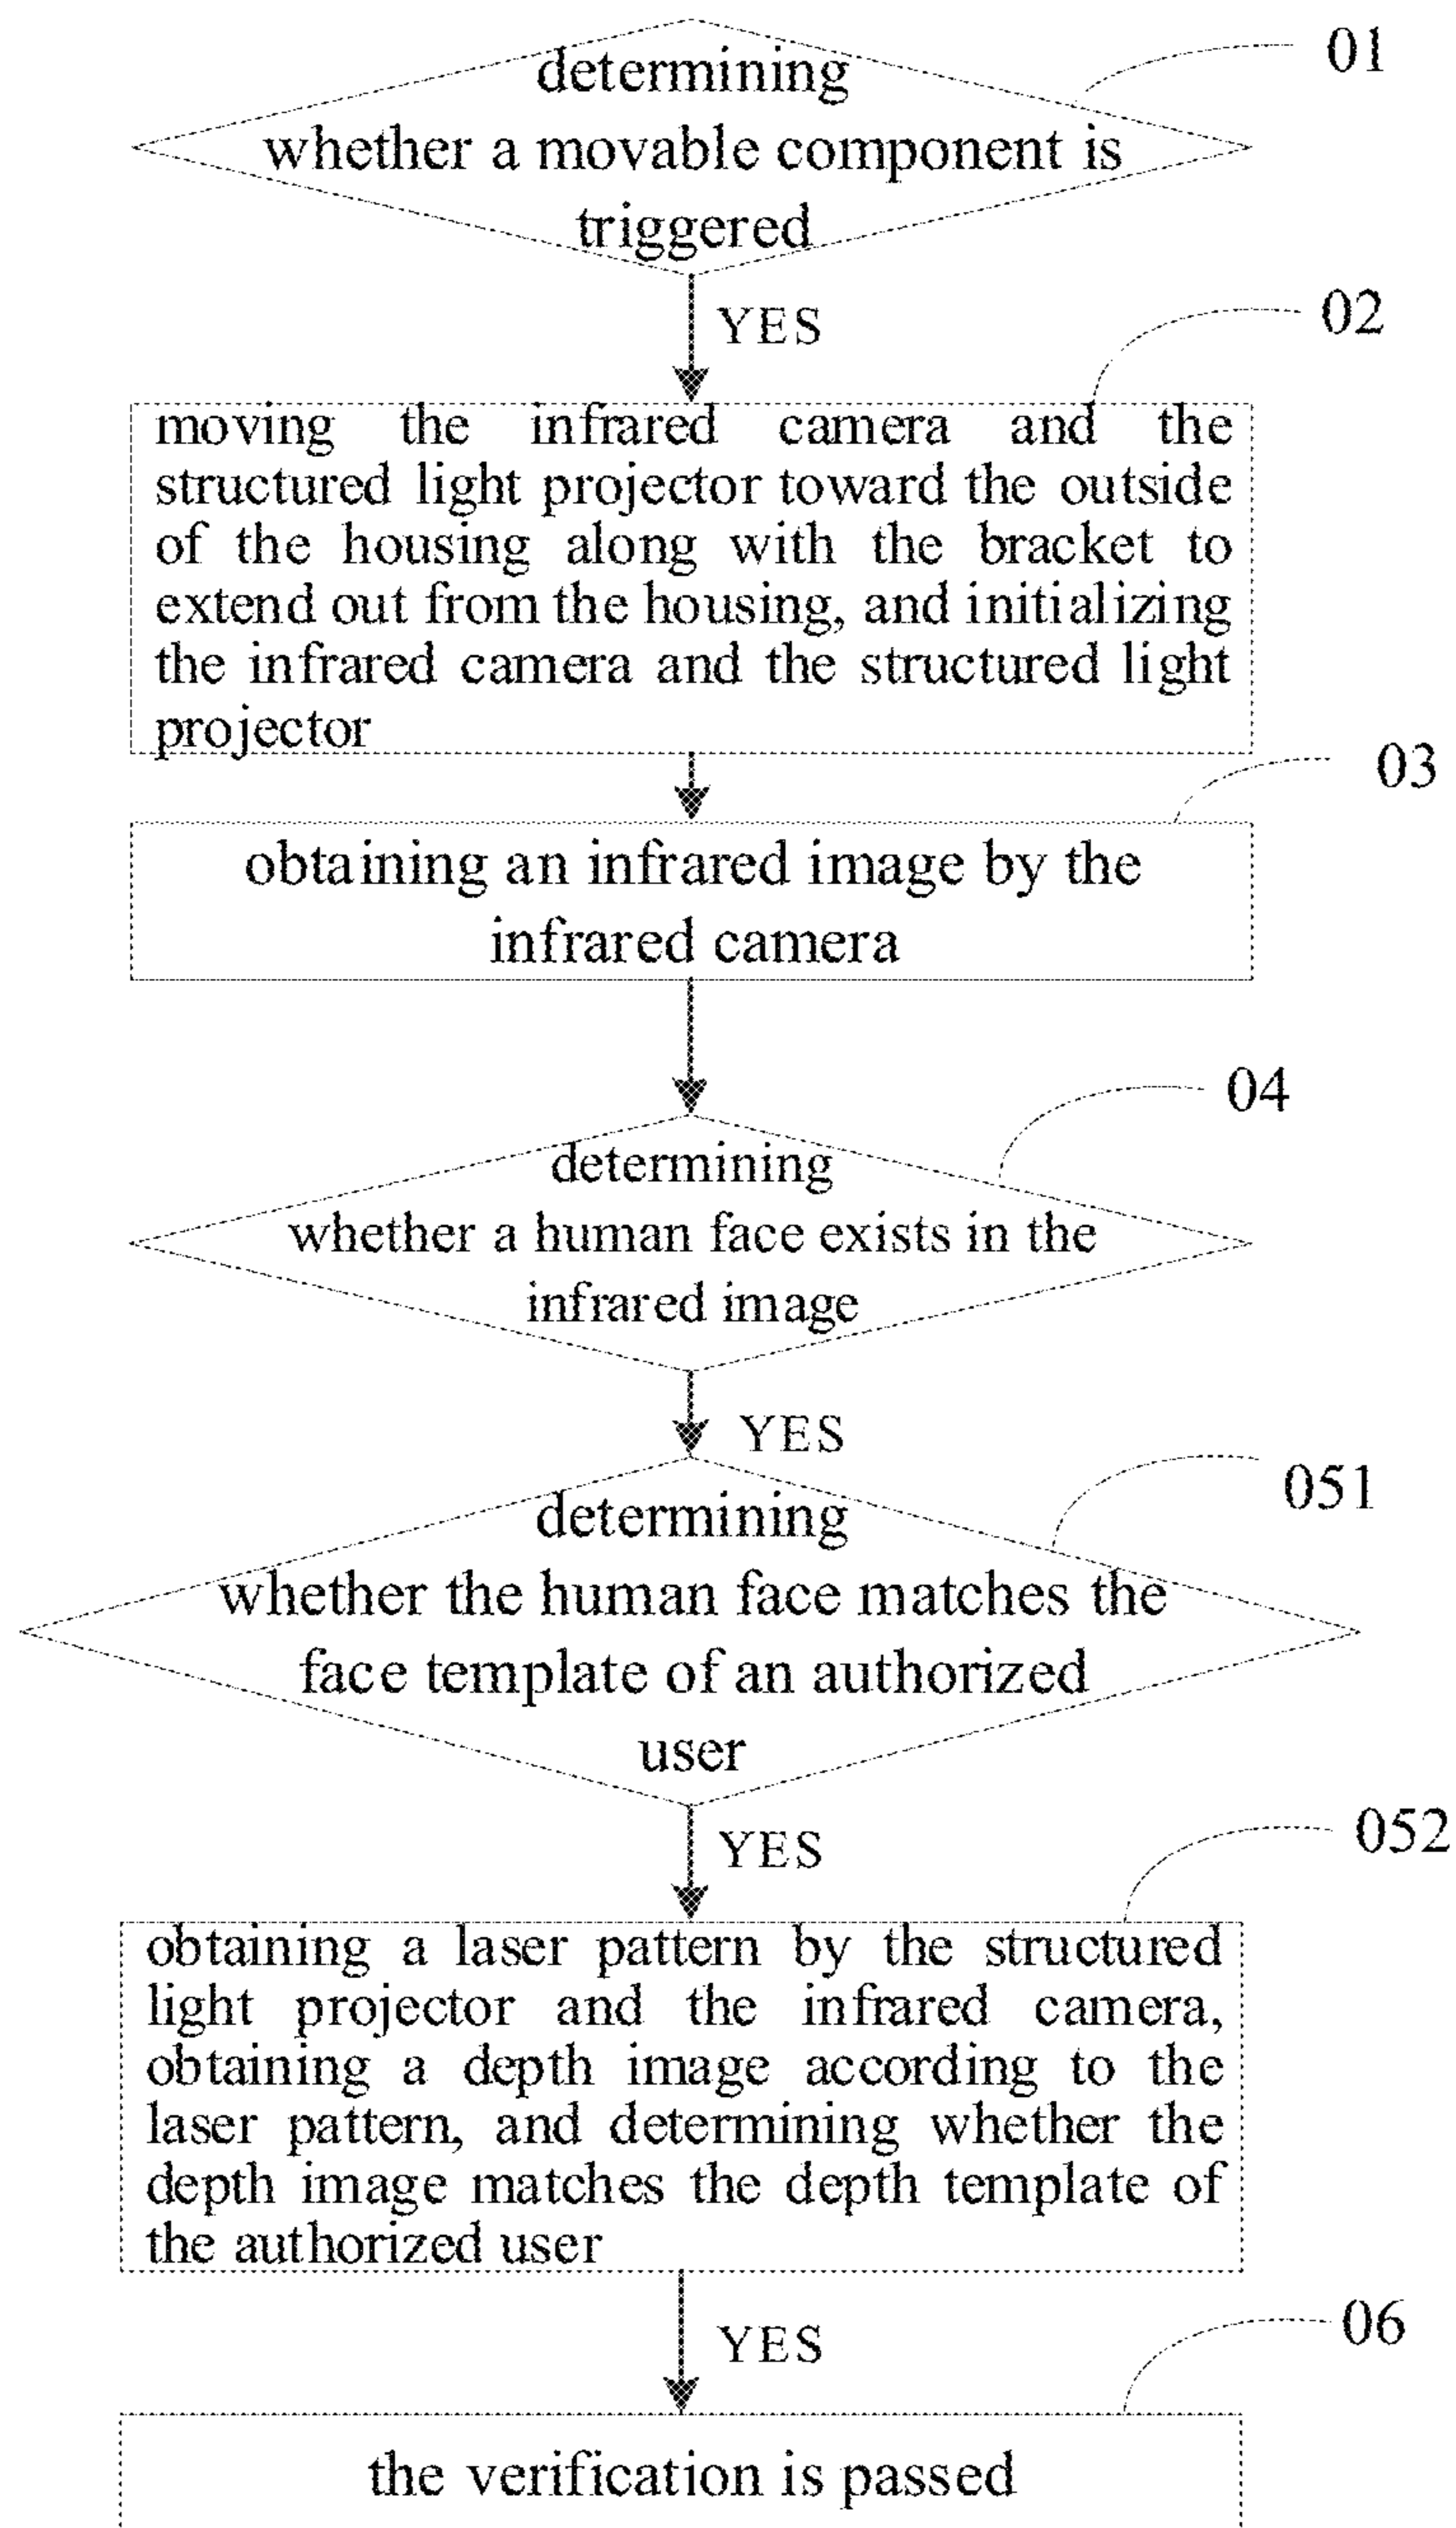 determining
01
whether a movable component is
triggered
YES
02
moving the infrared camera and the
structured light projector toward the outside
of the housing along with the bracket to
extend out from the housing, and initializing
the infrared camera and the structured light
projector
03
obtaining an infrared image by the
infrared camera
04
determining
whether a human face exists in the
infrared image
YES
051
determining
whether the human face matches the
face template of an authorized
user
YES
052
obtaining a laser pattern by the structured
light projector and the infrared camera,
obtaining a depth image according to the
laser pattern, and determining whether the
depth image matches the depth template of
the authorized user
YES
06
the verification is passed